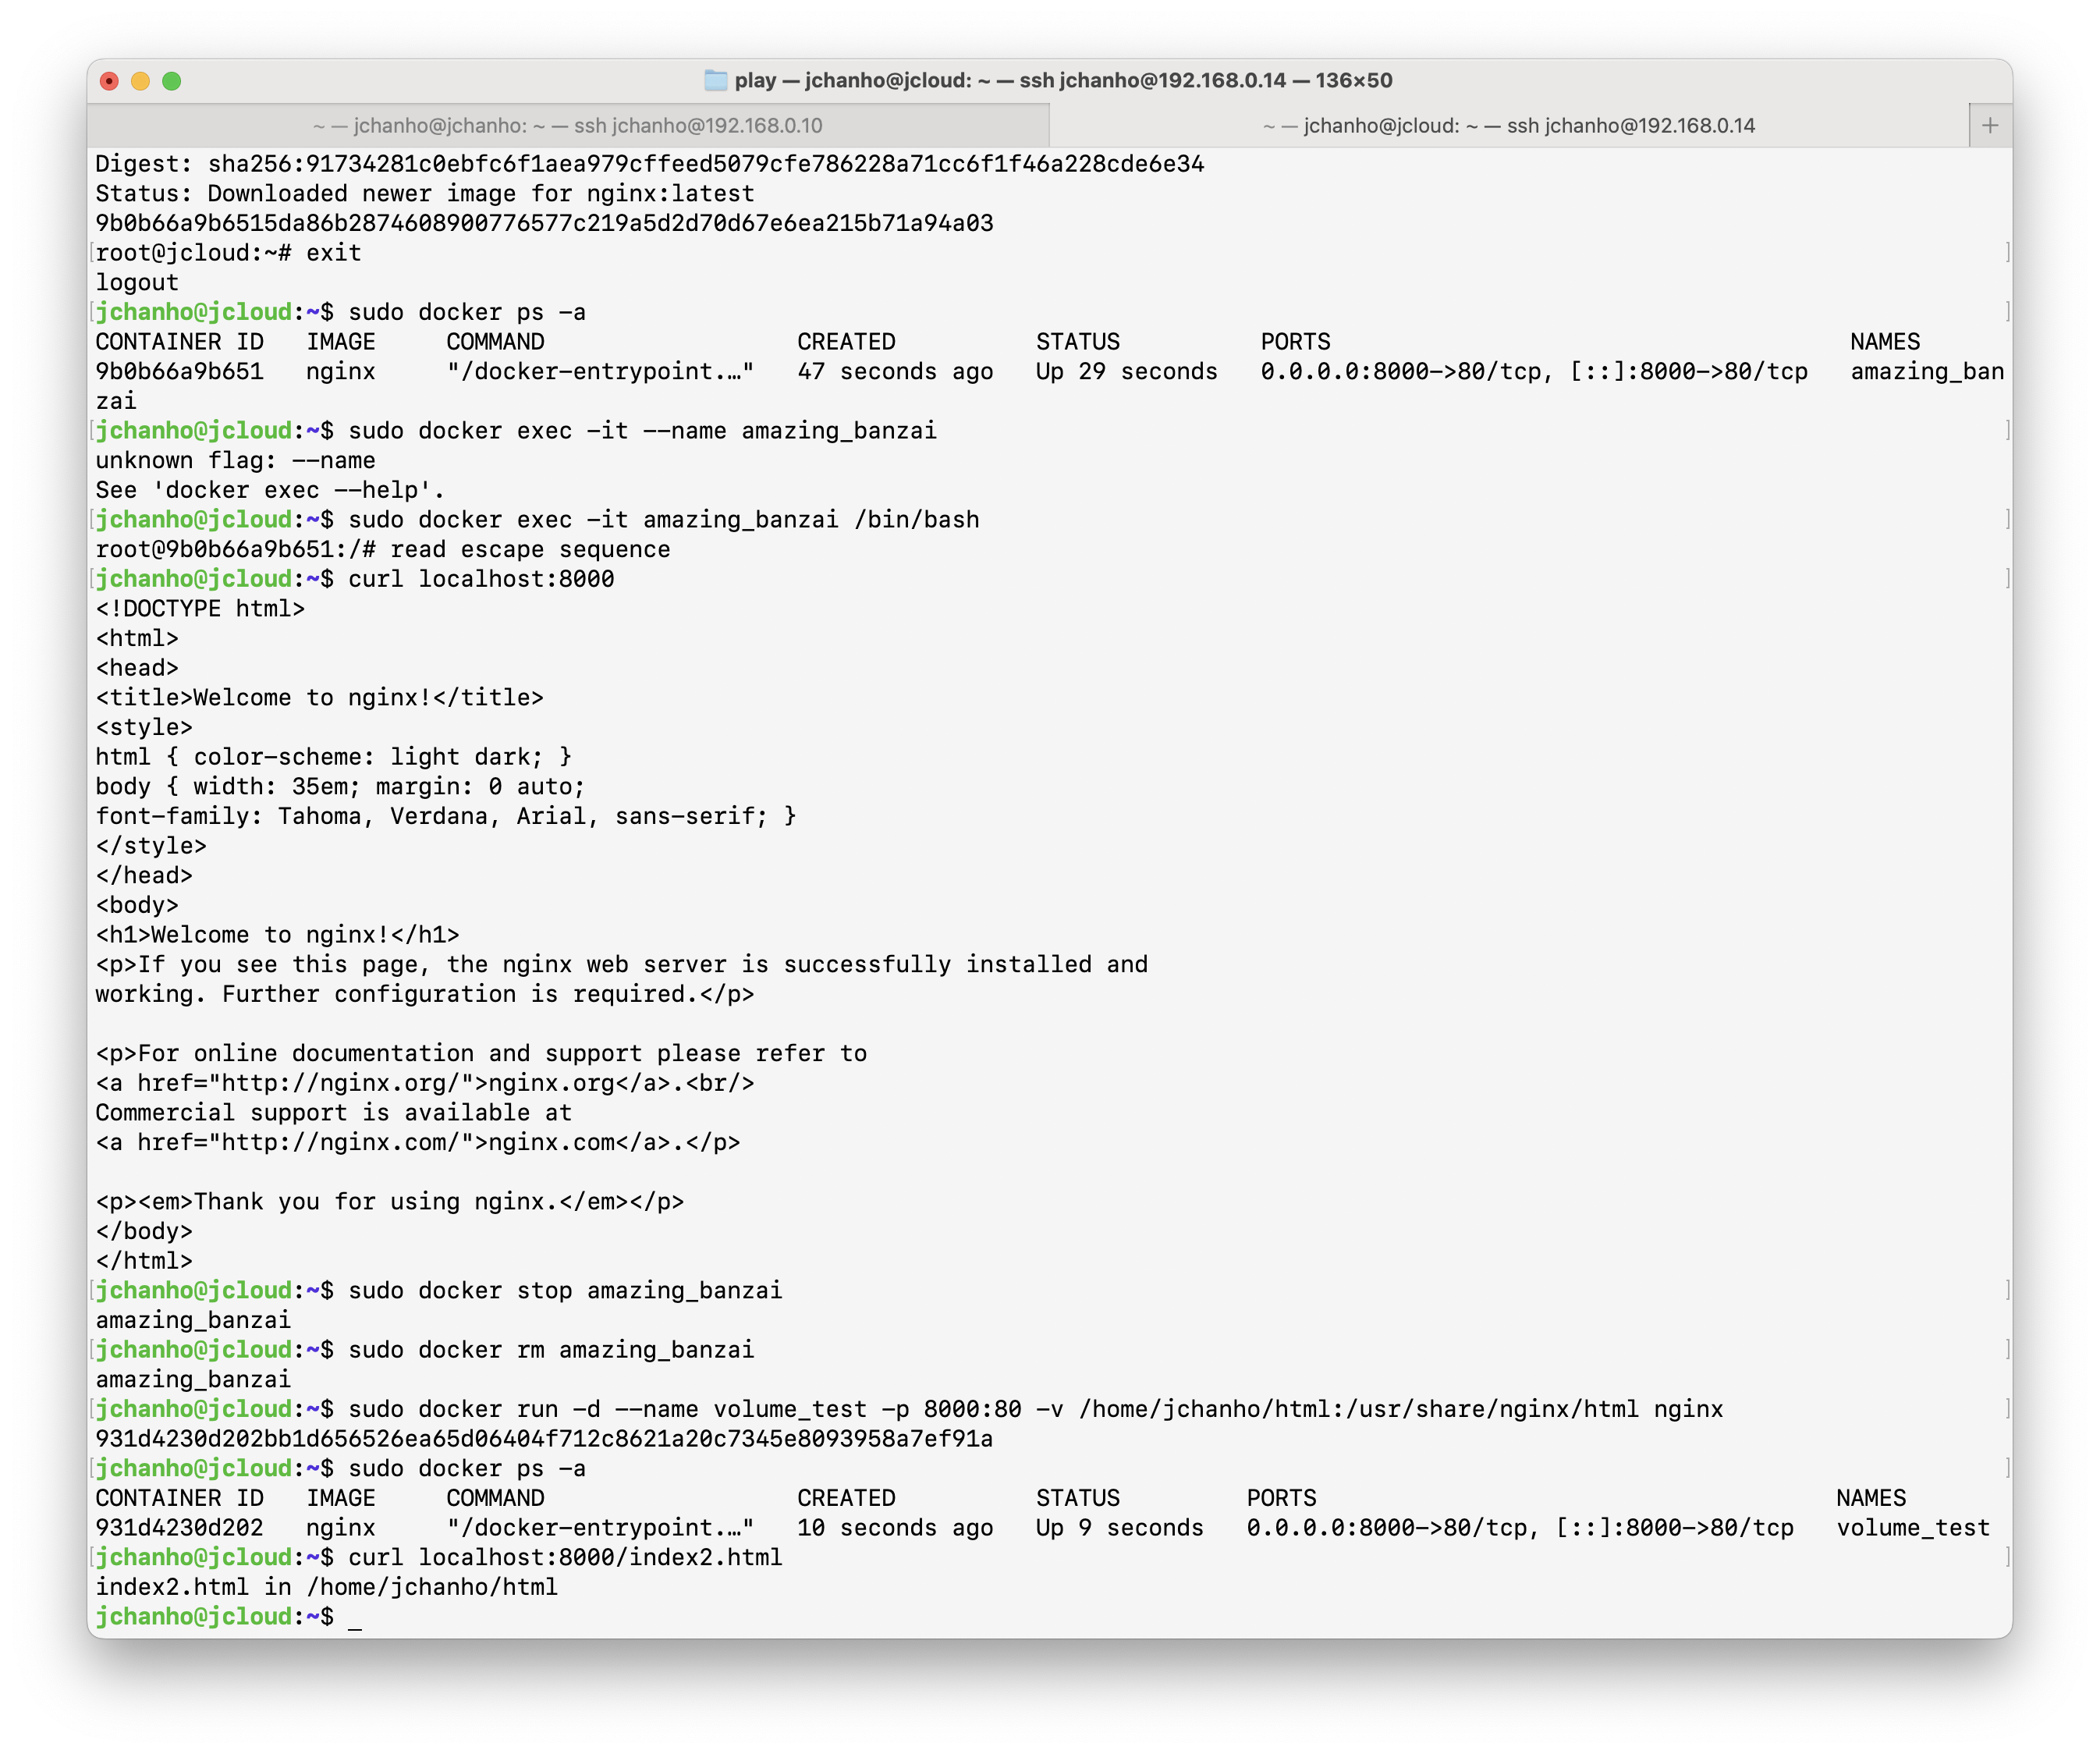 play — jchanho@jcloud: ~ — ssh jchanho@192.168.0.14 — 136×50
~ — jchanho@jchanho: ~ — ssh jchanho@192.168.0.10
~ — jchanho@jcloud: ~ — ssh jchanho@192.168.0.14
+
Digest: sha256:91734281c0ebfc6f1aea979cffeed5079cfe786228a71cc6f1f46a228cde6e34
Status: Downloaded newer image for nginx:latest
9b0b66a9b6515da86b2874608900776577c219a5d2d70d67e6ea215b71a94a03
[root@jcloud:~# exit ]
logout
[jchanho@jcloud:~$ sudo docker ps -a ]
CONTAINER ID   IMAGE     COMMAND                  CREATED          STATUS          PORTS                                     NAMES
9b0b66a9b651   nginx     "/docker-entrypoint.…"   47 seconds ago   Up 29 seconds   0.0.0.0:8000->80/tcp, [::]:8000->80/tcp   amazing_ban
zai
[jchanho@jcloud:~$ sudo docker exec -it --name amazing_banzai ]
unknown flag: --name
See 'docker exec --help'.
[jchanho@jcloud:~$ sudo docker exec -it amazing_banzai /bin/bash ]
root@9b0b66a9b651:/# read escape sequence
[jchanho@jcloud:~$ curl localhost:8000 ]
<!DOCTYPE html>
<html>
<head>
<title>Welcome to nginx!</title>
<style>
html { color-scheme: light dark; }
body { width: 35em; margin: 0 auto;
font-family: Tahoma, Verdana, Arial, sans-serif; }
</style>
</head>
<body>
<h1>Welcome to nginx!</h1>
<p>If you see this page, the nginx web server is successfully installed and
working. Further configuration is required.</p>
<p>For online documentation and support please refer to
<a href="http://nginx.org/">nginx.org</a>.<br/>
Commercial support is available at
<a href="http://nginx.com/">nginx.com</a>.</p>
<p><em>Thank you for using nginx.</em></p>
</body>
</html>
[jchanho@jcloud:~$ sudo docker stop amazing_banzai ]
amazing_banzai
[jchanho@jcloud:~$ sudo docker rm amazing_banzai ]
amazing_banzai
[jchanho@jcloud:~$ sudo docker run -d --name volume_test -p 8000:80 -v /home/jchanho/html:/usr/share/nginx/html nginx ]
931d4230d202bb1d656526ea65d06404f712c8621a20c7345e8093958a7ef91a
[jchanho@jcloud:~$ sudo docker ps -a ]
CONTAINER ID   IMAGE     COMMAND                  CREATED          STATUS         PORTS                                     NAMES
931d4230d202   nginx     "/docker-entrypoint.…"   10 seconds ago   Up 9 seconds   0.0.0.0:8000->80/tcp, [::]:8000->80/tcp   volume_test
[jchanho@jcloud:~$ curl localhost:8000/index2.html ]
index2.html in /home/jchanho/html
jchanho@jcloud:~$ _